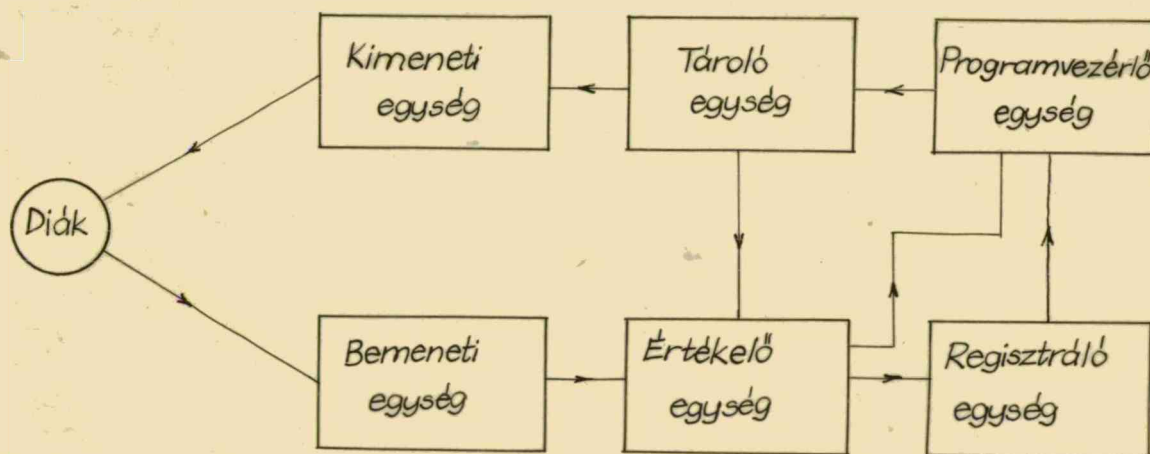 Kimeneti
egység
Tároló
egység
Programvezérlő
egység
Diák
Bemeneti
egység
Értékelő
egység
Regisztráló
egység